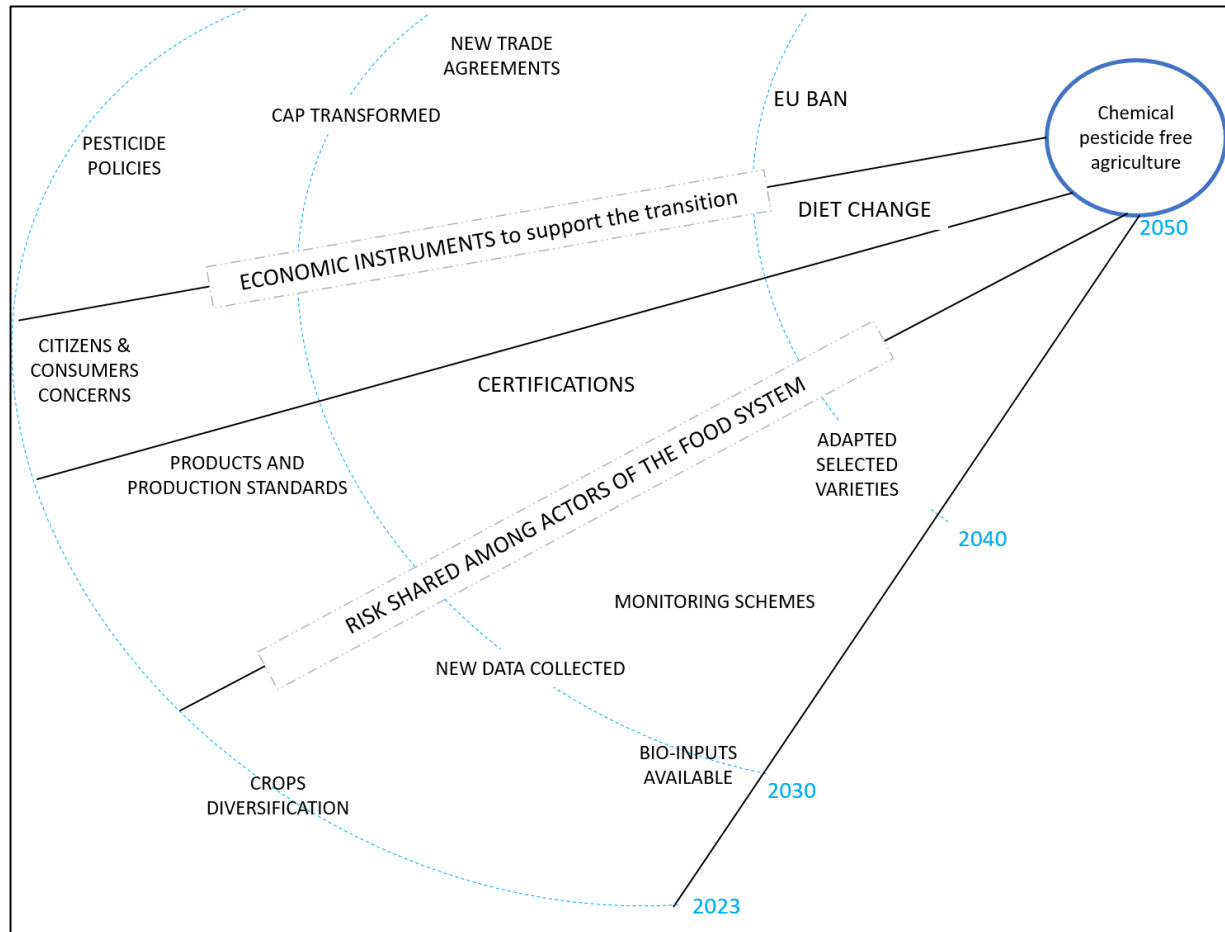 NEW TRADE
AGREEMENTS
EU BAN
CAP TRANSFORMED
Chemical
pesticide free
agriculture
PESTICIDE
POLICIES
2050
ECONOMIC INSTRUMENTS to support the transition
DIET CHANGE
CITIZENS &
CONSUMERS
CONCERNS
CERTIFICATIONS
PRODUCTS AND
PRODUCTION STANDARDS
RISK SHARED AMONG ACTORS OF THE FOOD SYSTEM
ADAPTED
SELECTED
VARIETIES
2040
MONITORING SCHEMES
NEW DATA COLLECTED
BIO-INPUTS
AVAILABLE
2030
CROPS
DIVERSIFICATION
2023